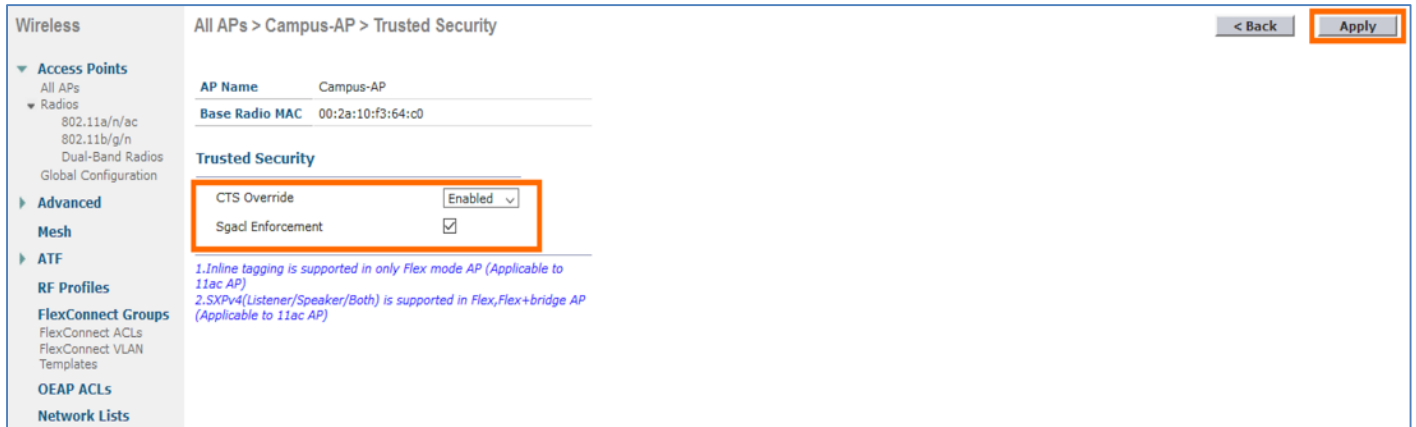 Wireless
All APs > Campus-AP > Trusted Security
< Back
Apply
Access Points
All APs
Radios
802.11a/n/ac
802.11b/g/n
Dual-Band Radios
Global Configuration
Advanced
Mesh
ATF
RF Profiles
FlexConnect Groups
FlexConnect ACLs
FlexConnect VLAN
Templates
OEAP ACLs
Network Lists
AP Name Campus-AP
Base Radio MAC 00:2a:10:f3:64:c0
Trusted Security
CTS Override Enabled
Sgacl Enforcement
1.Inline tagging is supported in only Flex mode AP (Applicable to
11ac AP)
2.SXPv4(Listener/Speaker/Both) is supported in Flex,Flex+bridge AP
(Applicable to 11ac AP)